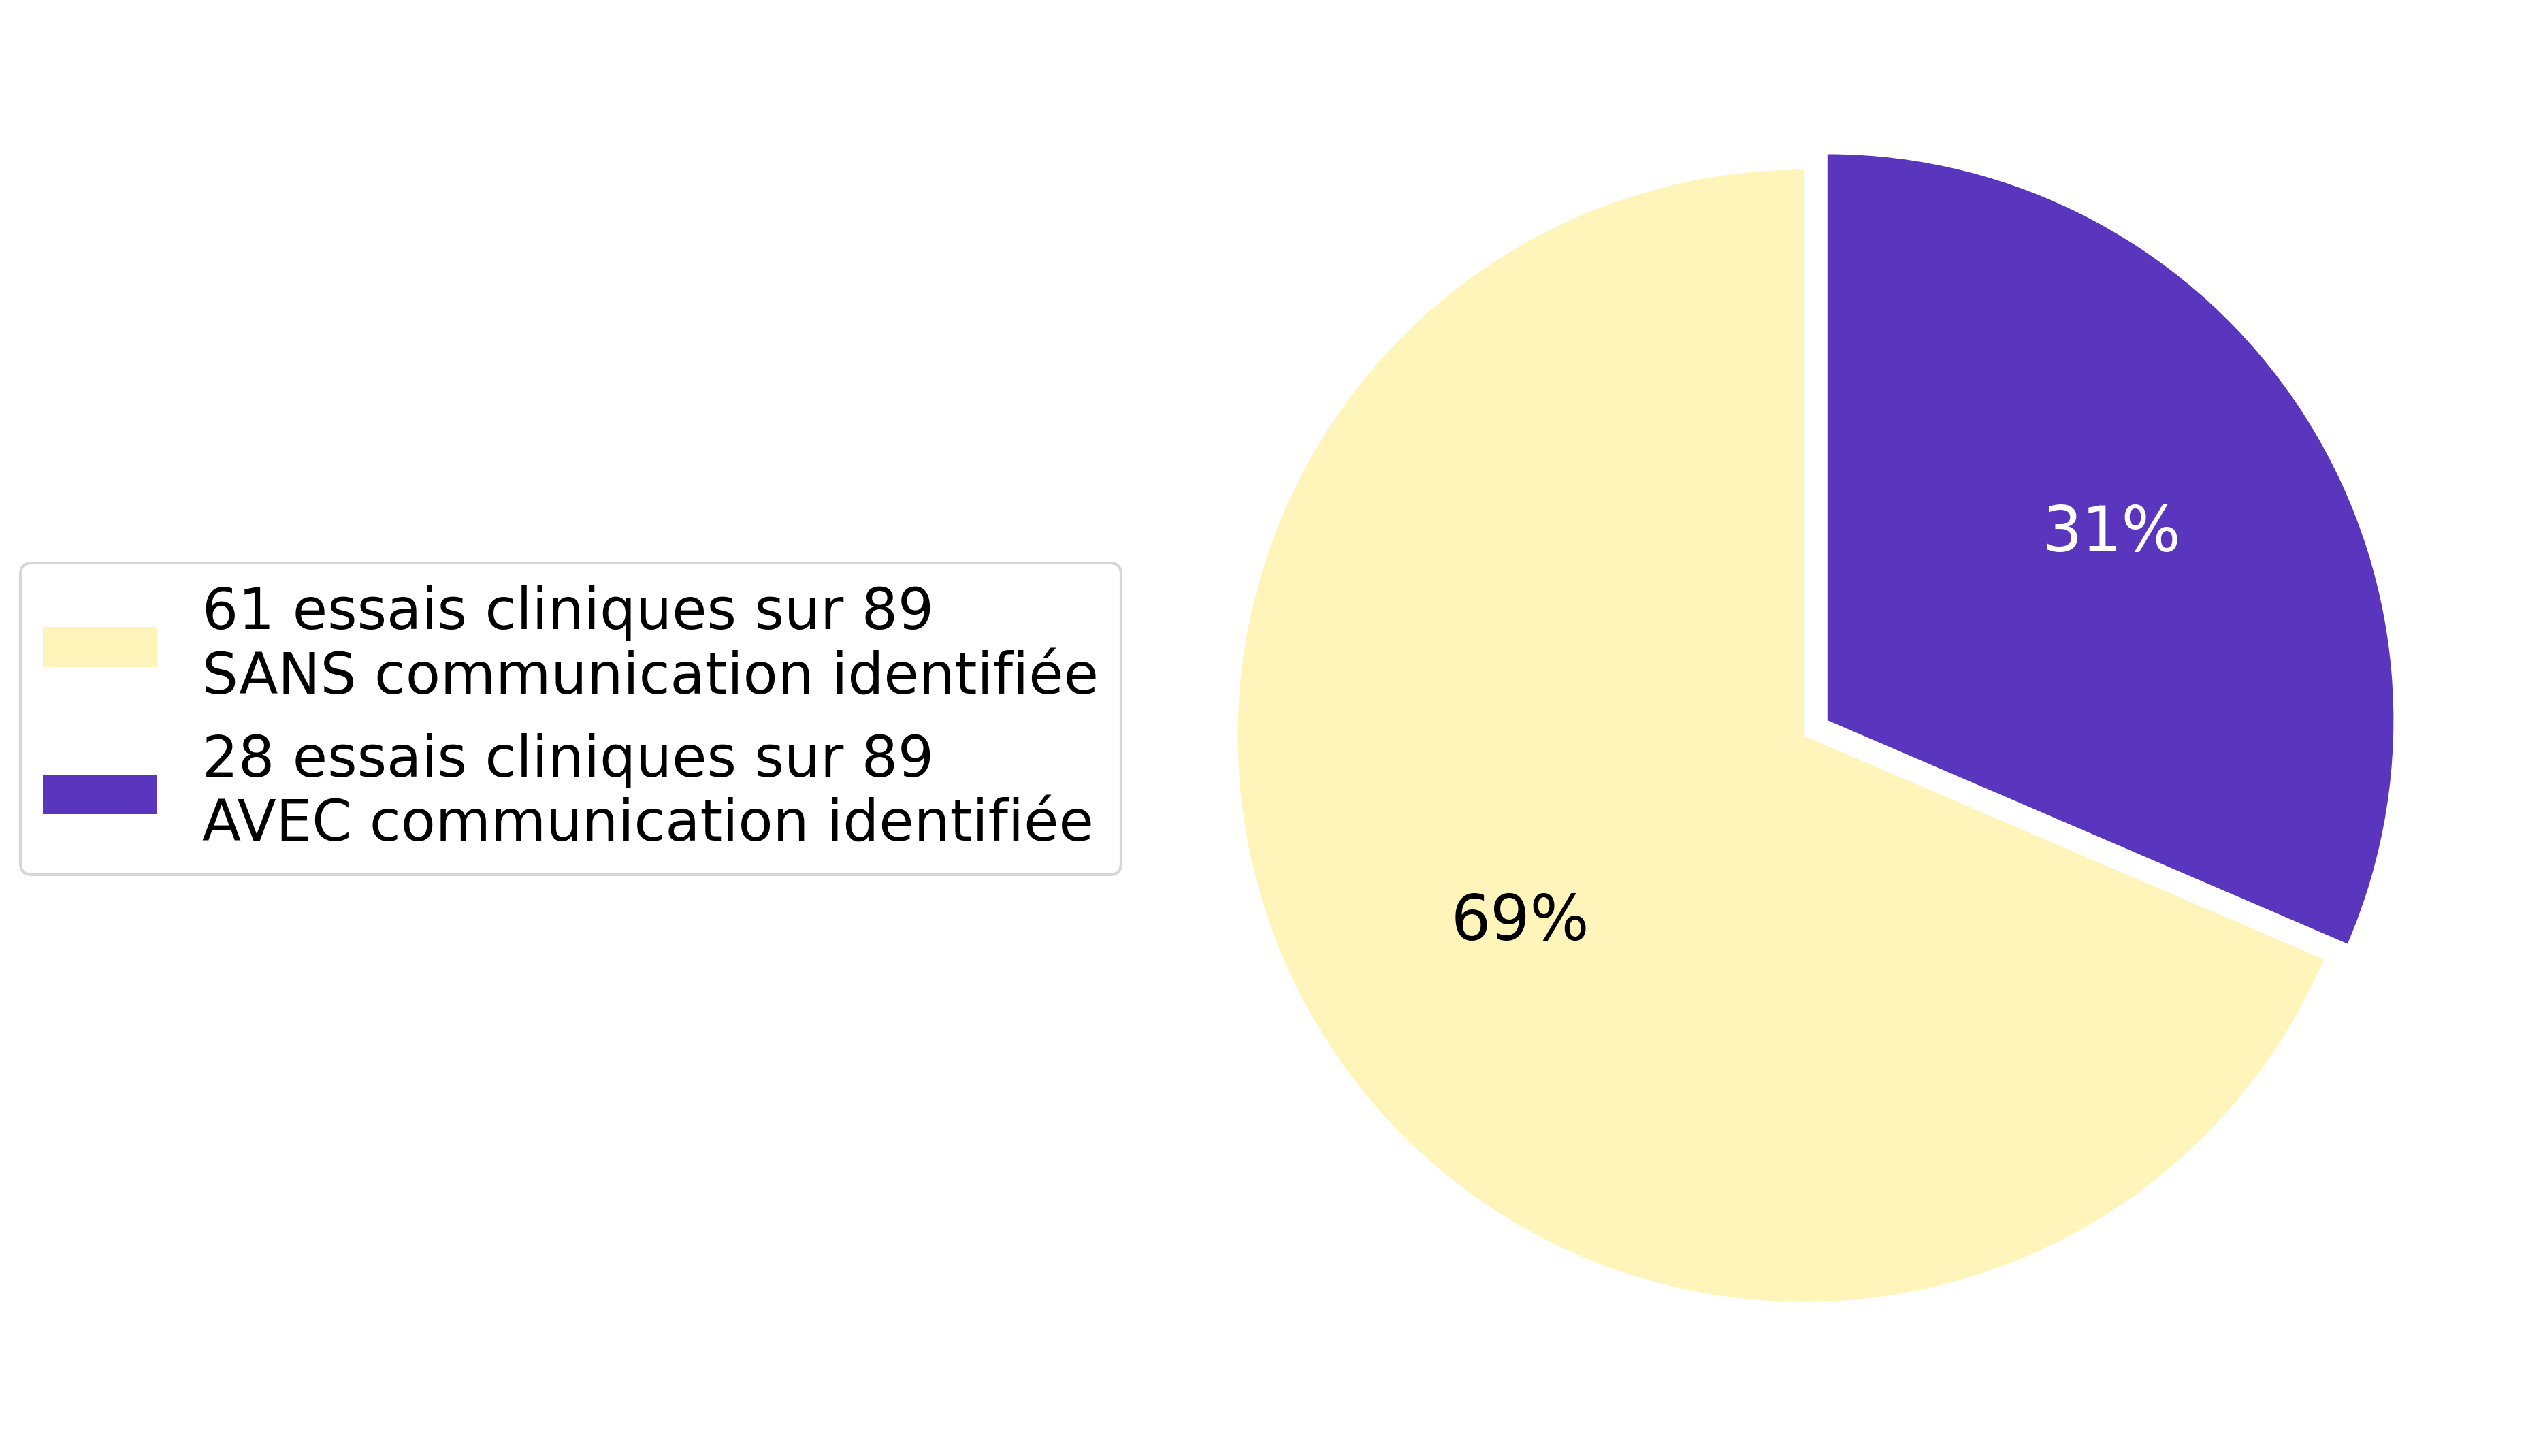 61 essais cliniques sur 89
SANS communication identifiée
28 essais cliniques sur 89
AVEC communication identifiée
31%
69%